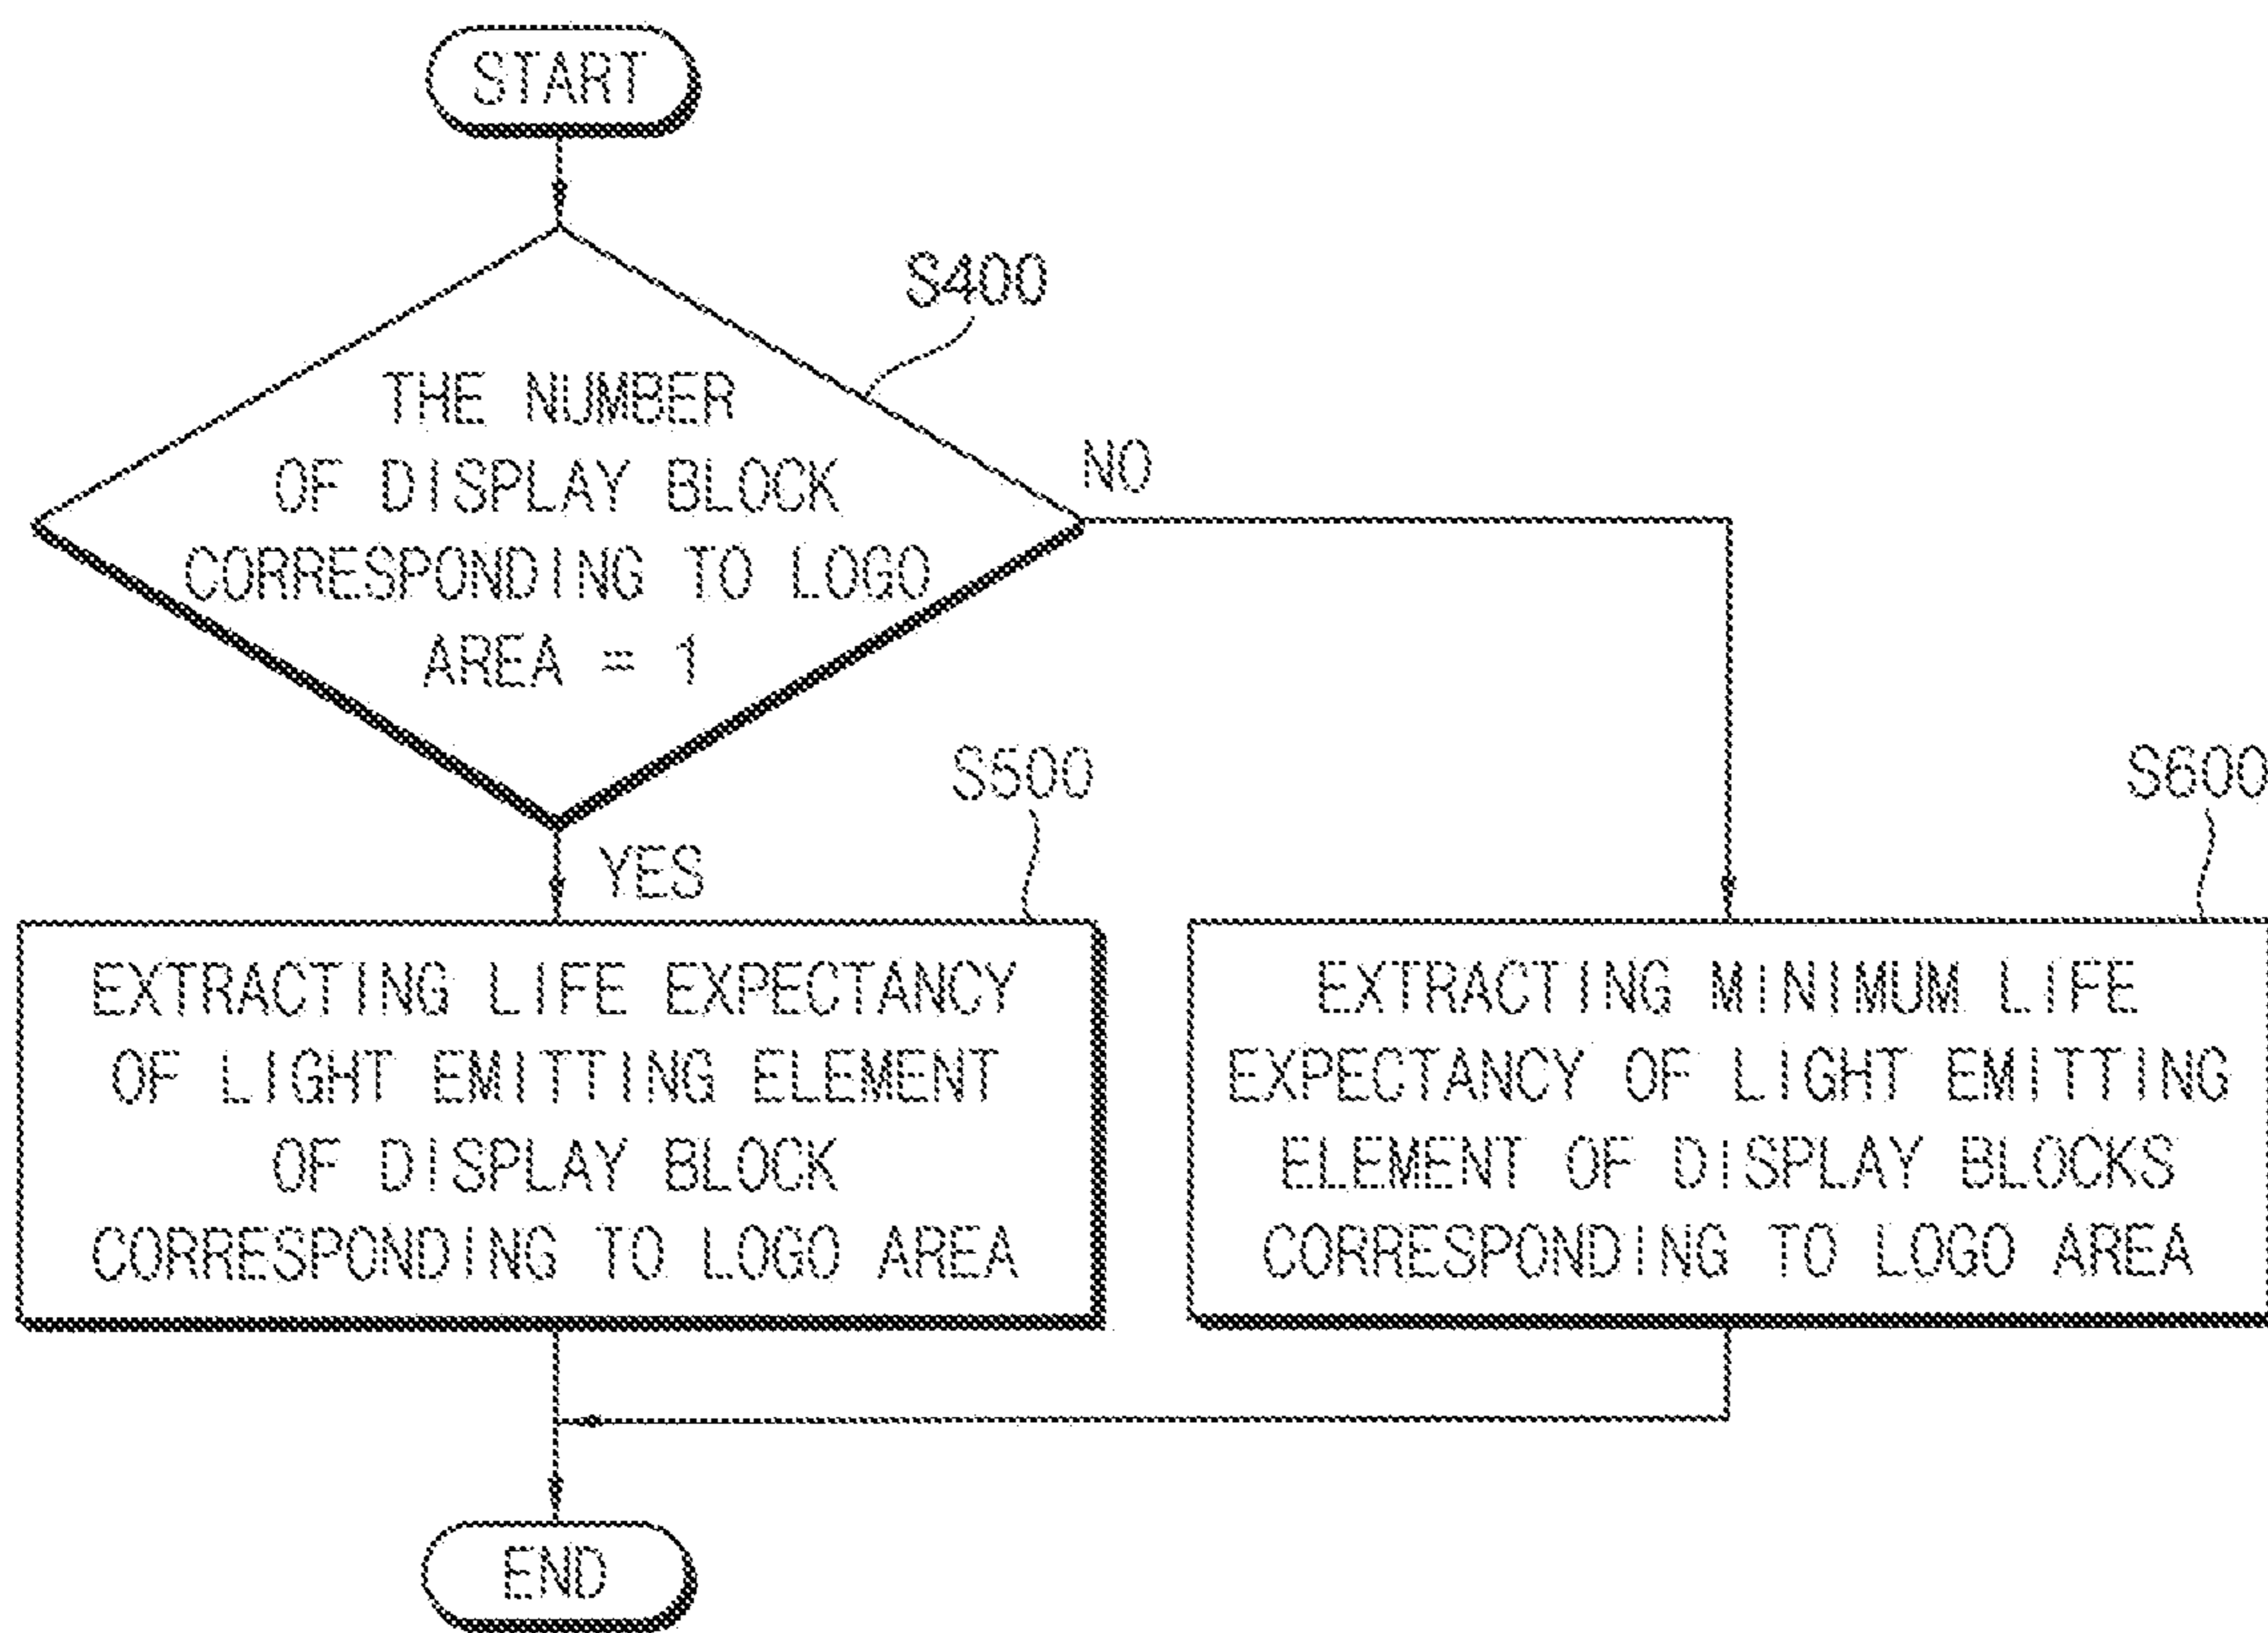 START
S400
THE NUMBER
OF DISPLAY BLOCK
CORRESPONDING TO LOGO
AREA = 1
NO
YES
S500
EXTRACTING LIFE EXPECTANCY
OF LIGHT EMITTING ELEMENT
OF DISPLAY BLOCK
CORRESPONDING TO LOGO AREA
S600
EXTRACTING MINIMUM LIFE
EXPECTANCY OF LIGHT EMITTING
ELEMENT OF DISPLAY BLOCKS
CORRESPONDING TO LOGO AREA
END